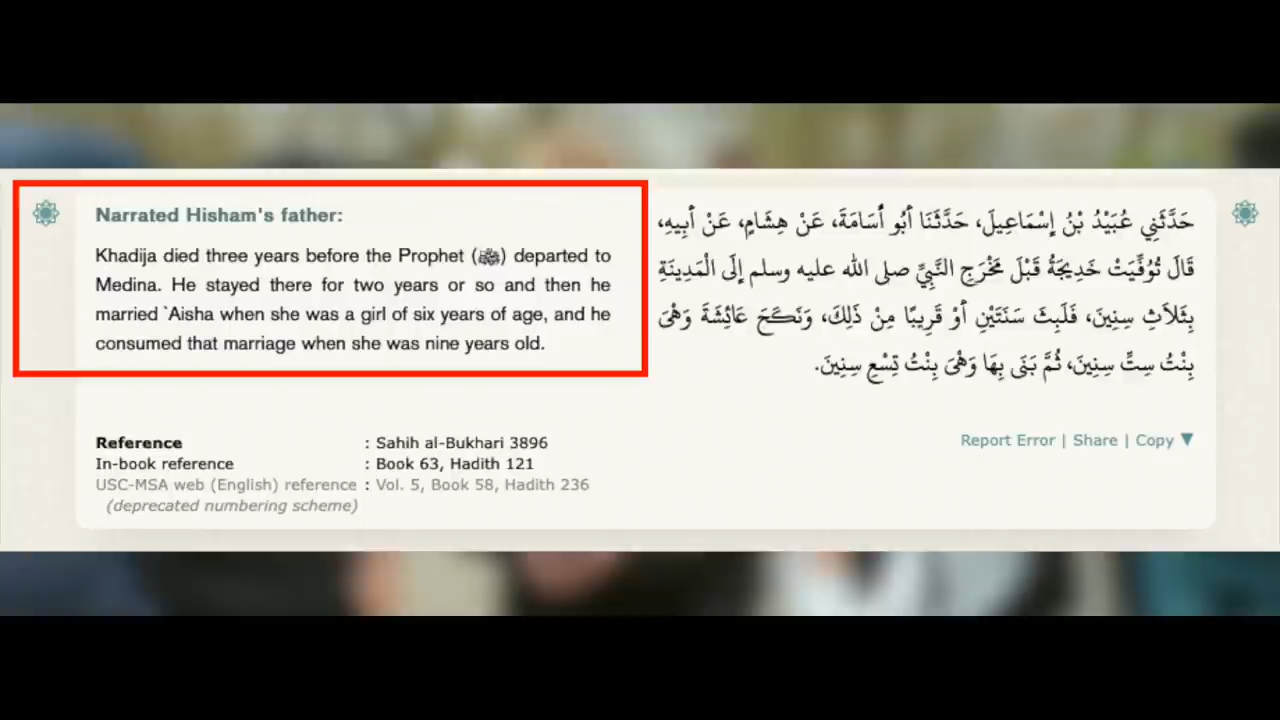 Narrated Hisham's father:
Khadija died three years before the Prophet (ﷺ) departed to
Medina. He stayed there for two years or so and then he
married `Aisha when she was a girl of six years of age, and he
consumed that marriage when she was nine years old.
حَدَّثَنِي عُبَيْدُ بْنُ إِسْمَاعِيلَ، حَدَّثَنَا أَبُو أُسَامَةَ، عَنْ هِشَامٍ، عَنْ أَبِيهِ،
قَالَ تُوُفِّيَتْ خَدِيجَةُ قَبْلَ مَخْرَجِ النَّبِيِّ صلى الله عليه وسلم إِلَى الْمَدِينَةِ
بِثَلاَثِ سِنِينَ، فَلَبِثَ سَنَتَيْنِ أَوْ قَرِيبًا مِنْ ذَلِكَ، وَنَكَحَ عَائِشَةَ وَهْىَ
بِنْتُ سِتِّ سِنِينَ، ثُمَّ بَنَى بِهَا وَهْىَ بِنْتُ تِسْعِ سِنِينَ.
Reference : Sahih al-Bukhari 3896
In-book reference : Book 63, Hadith 121
USC-MSA web (English) reference : Vol. 5, Book 58, Hadith 236
(deprecated numbering scheme)
Report Error | Share | Copy ▼